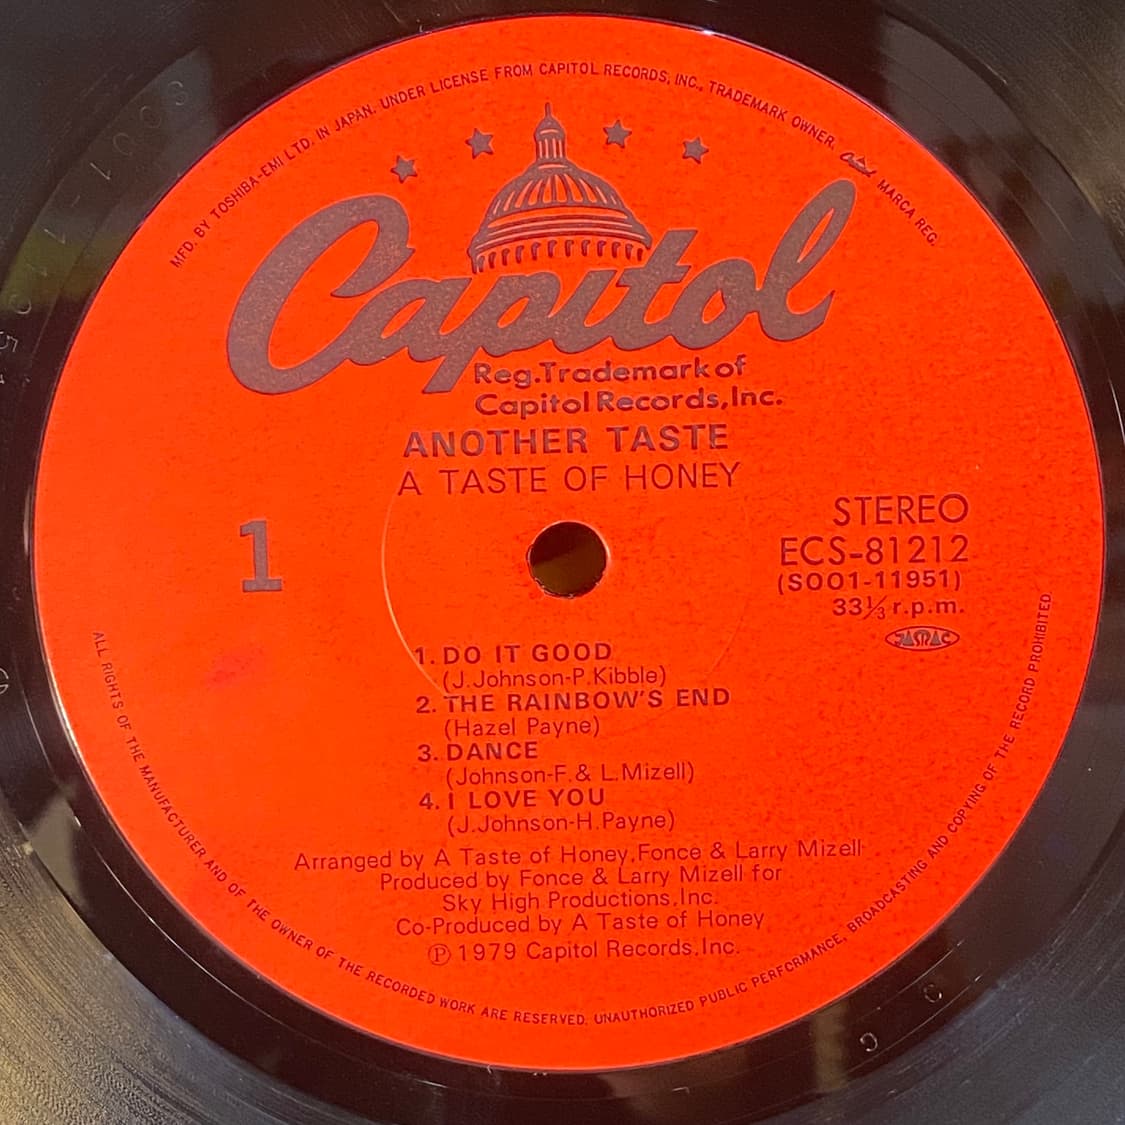 MFD. BY TOSHIBA-EMI LTD. IN JAPAN. UNDER LICENSE FROM CAPITOL RECORDS, INC., TRADEMARK OWNER. Capitol MARCA REG.
Capitol
Reg.Trademark of
Capitol Records,Inc.
ANOTHER TASTE
A TASTE OF HONEY
1
STEREO
ECS-81212
(SOO1-11951)
33⅓ r.p.m.
JASRAC
1. DO IT GOOD
(J.Johnson-P.Kibble)
2. THE RAINBOW'S END
(Hazel Payne)
3. DANCE
(Johnson-F.& L.Mizell)
4. I LOVE YOU
(J.Johnson-H.Payne)
Arranged by A Taste of Honey,Fonce & Larry Mizell
Produced by Fonce & Larry Mizell for
Sky High Productions,Inc.
Co-Produced by A Taste of Honey
Ⓟ 1979 Capitol Records,Inc.
ALL RIGHTS OF THE MANUFACTURER AND OF THE OWNER OF THE RECORDED WORK ARE RESERVED. UNAUTHORIZED PUBLIC PERFORMANCE, BROADCASTING AND COPYING OF THE RECORD PROHIBITED.